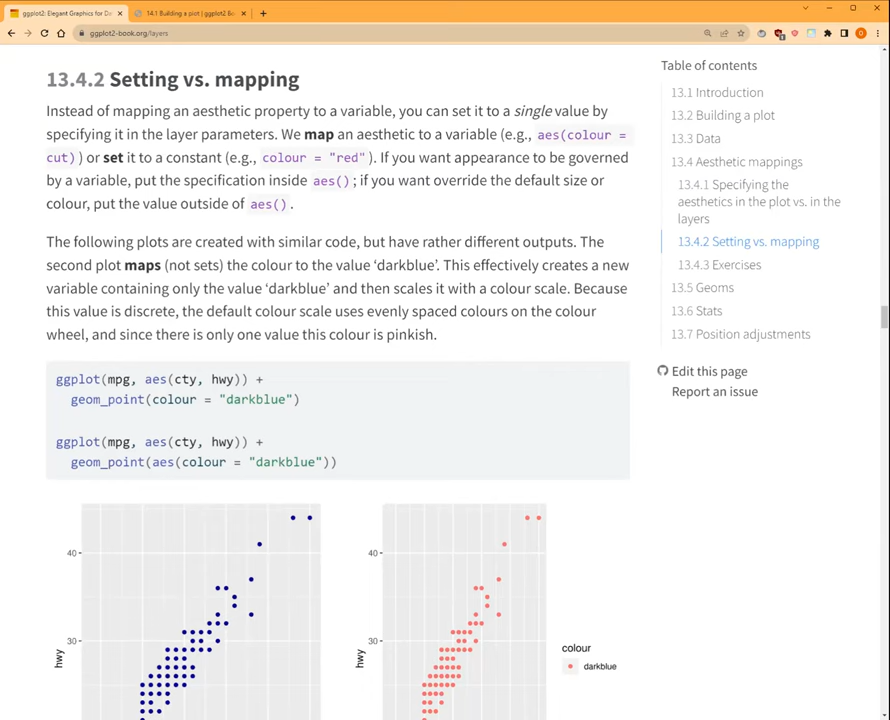 ggplot2: Elegant Graphics for Da
14.1 Building a plot | ggplot2 Bo
ggplot2-book.org/layers
13.4.2 Setting vs. mapping
Instead of mapping an aesthetic property to a variable, you can set it to a single value by
specifying it in the layer parameters. We map an aesthetic to a variable (e.g., aes(colour =
cut)) or set it to a constant (e.g., colour = "red"). If you want appearance to be governed
by a variable, put the specification inside aes(); if you want override the default size or
colour, put the value outside of aes().
The following plots are created with similar code, but have rather different outputs. The
second plot maps (not sets) the colour to the value ‘darkblue’. This effectively creates a new
variable containing only the value ‘darkblue’ and then scales it with a colour scale. Because
this value is discrete, the default colour scale uses evenly spaced colours on the colour
wheel, and since there is only one value this colour is pinkish.
ggplot(mpg, aes(cty, hwy)) +
geom_point(colour = "darkblue")
ggplot(mpg, aes(cty, hwy)) +
geom_point(aes(colour = "darkblue"))
40
30
hwy
40
30
hwy
colour
darkblue
Table of contents
13.1 Introduction
13.2 Building a plot
13.3 Data
13.4 Aesthetic mappings
13.4.1 Specifying the
aesthetics in the plot vs. in the
layers
13.4.2 Setting vs. mapping
13.4.3 Exercises
13.5 Geoms
13.6 Stats
13.7 Position adjustments
Edit this page
Report an issue